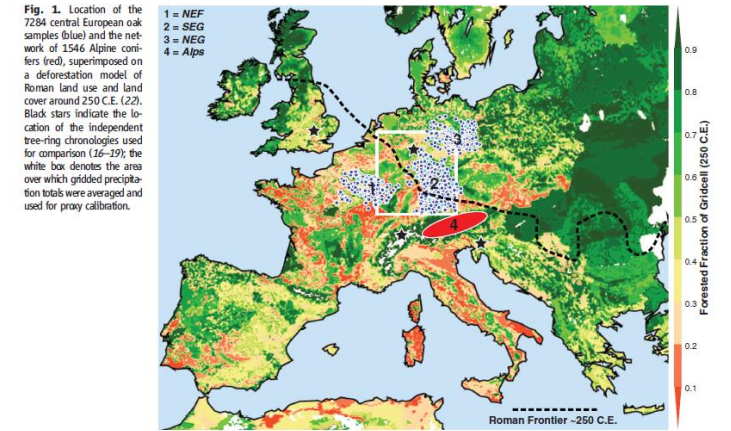 Fig. 1. Location of the
7284 central European oak
samples (blue) and the net-
work of 1546 Alpine coni-
fers (red), superimposed on
a deforestation model of
Roman land use and land
cover around 250 C.E. (22).
Black stars indicate the lo-
cation of the independent
tree-ring chronologies used
for comparison (16–19); the
white box denotes the area
over which gridded precipita-
tion totals were averaged and
used for proxy calibration.
1 = NEF
2 = SEG
3 = NEG
4 = Alps
3
1
2
4
Roman Frontier ~250 C.E.
0.9
0.8
0.7
0.6
0.5
0.4
0.3
0.2
0.1
Forested Fraction of Gridcell (250 C.E.)